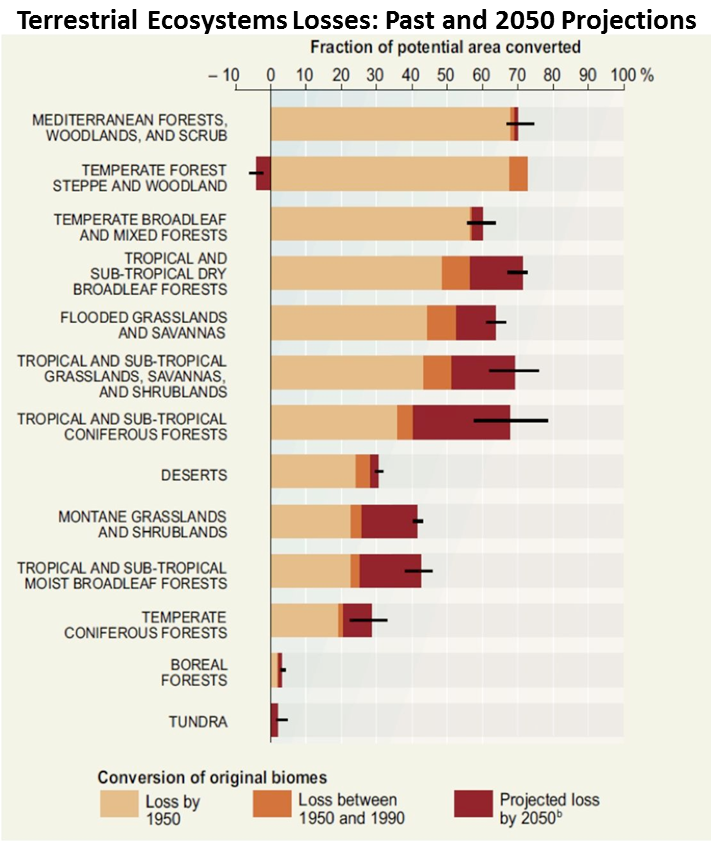 Terrestrial Ecosystems Losses: Past and 2050 Projections
Fraction of potential area converted
– 10 0 10 20 30 40 50 60 70 80 90 100 %
MEDITERRANEAN FORESTS,
WOODLANDS, AND SCRUB
TEMPERATE FOREST
STEPPE AND WOODLAND
TEMPERATE BROADLEAF
AND MIXED FORESTS
TROPICAL AND
SUB-TROPICAL DRY
BROADLEAF FORESTS
FLOODED GRASSLANDS
AND SAVANNAS
TROPICAL AND SUB-TROPICAL
GRASSLANDS, SAVANNAS,
AND SHRUBLANDS
TROPICAL AND SUB-TROPICAL
CONIFEROUS FORESTS
DESERTS
MONTANE GRASSLANDS
AND SHRUBLANDS
TROPICAL AND SUB-TROPICAL
MOIST BROADLEAF FORESTS
TEMPERATE
CONIFEROUS FORESTS
BOREAL
FORESTS
TUNDRA
Conversion of original biomes
Loss by
1950
Loss between
1950 and 1990
Projected loss
by 2050ᵇ